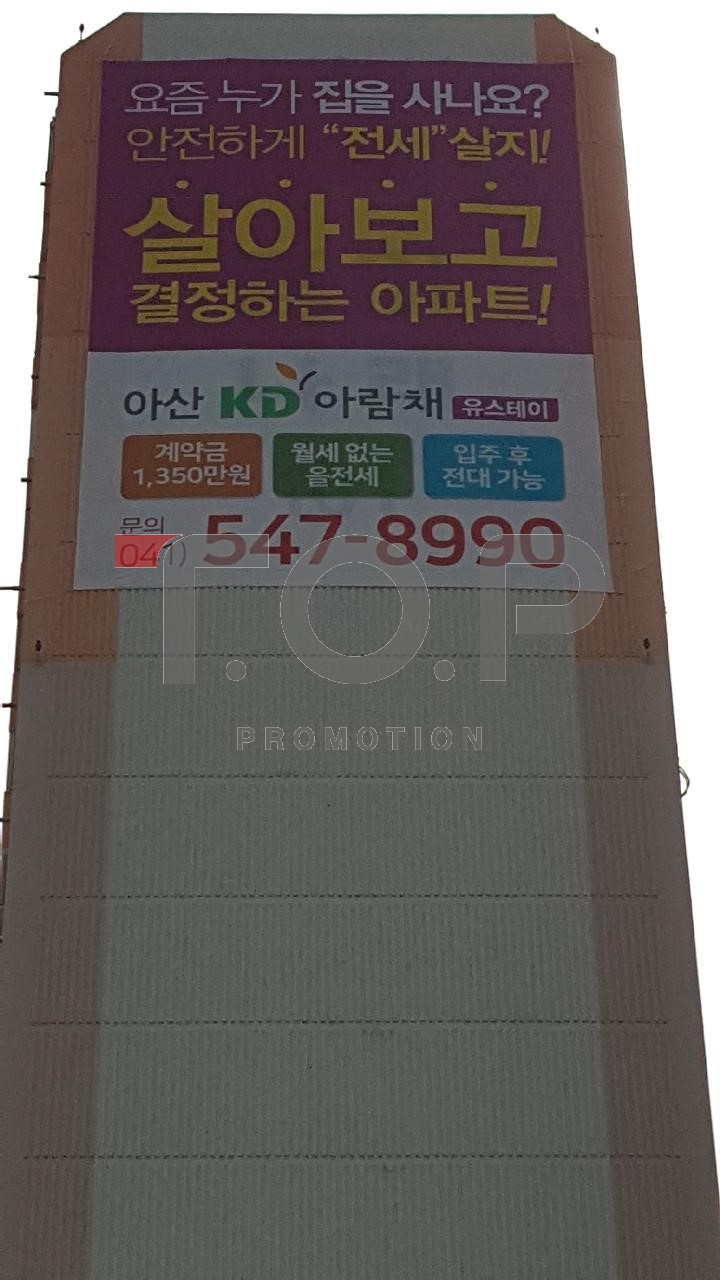 요즘 누가 집을 사나요?
안전하게 “전세”살지!
살아보고
결정하는 아파트!
아산 KD 아람채 유스테이
계약금
1,350만원
월세 없는
올전세
입주 후
전대 가능
문의
041) 547-8990
T.O.P
PROMOTION